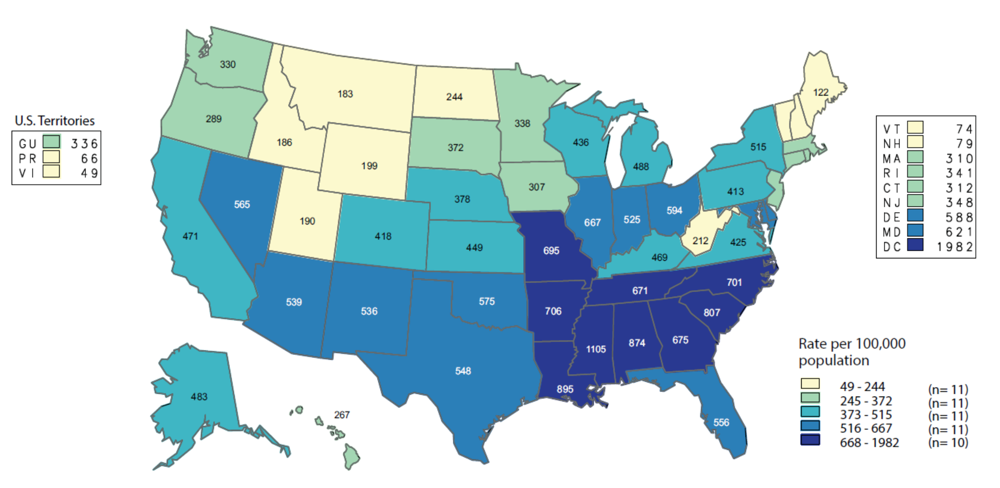 330
183
244
122
289
338
U.S. Territories
GU 336
PR 66
VI 49
186
372
436
515
VT 74
NH 79
MA 310
RI 341
CT 312
NJ 348
DE 588
MD 621
DC 1982
199
488
307
413
378
565
594
190
667
525
471
418
449
212
425
695
469
701
671
539
575
536
706
807
1105
874
675
548
895
483
267
556
Rate per 100,000
population
49 - 244 (n= 11)
245 - 372 (n= 11)
373 - 515 (n= 11)
516 - 667 (n= 11)
668 - 1982 (n= 10)